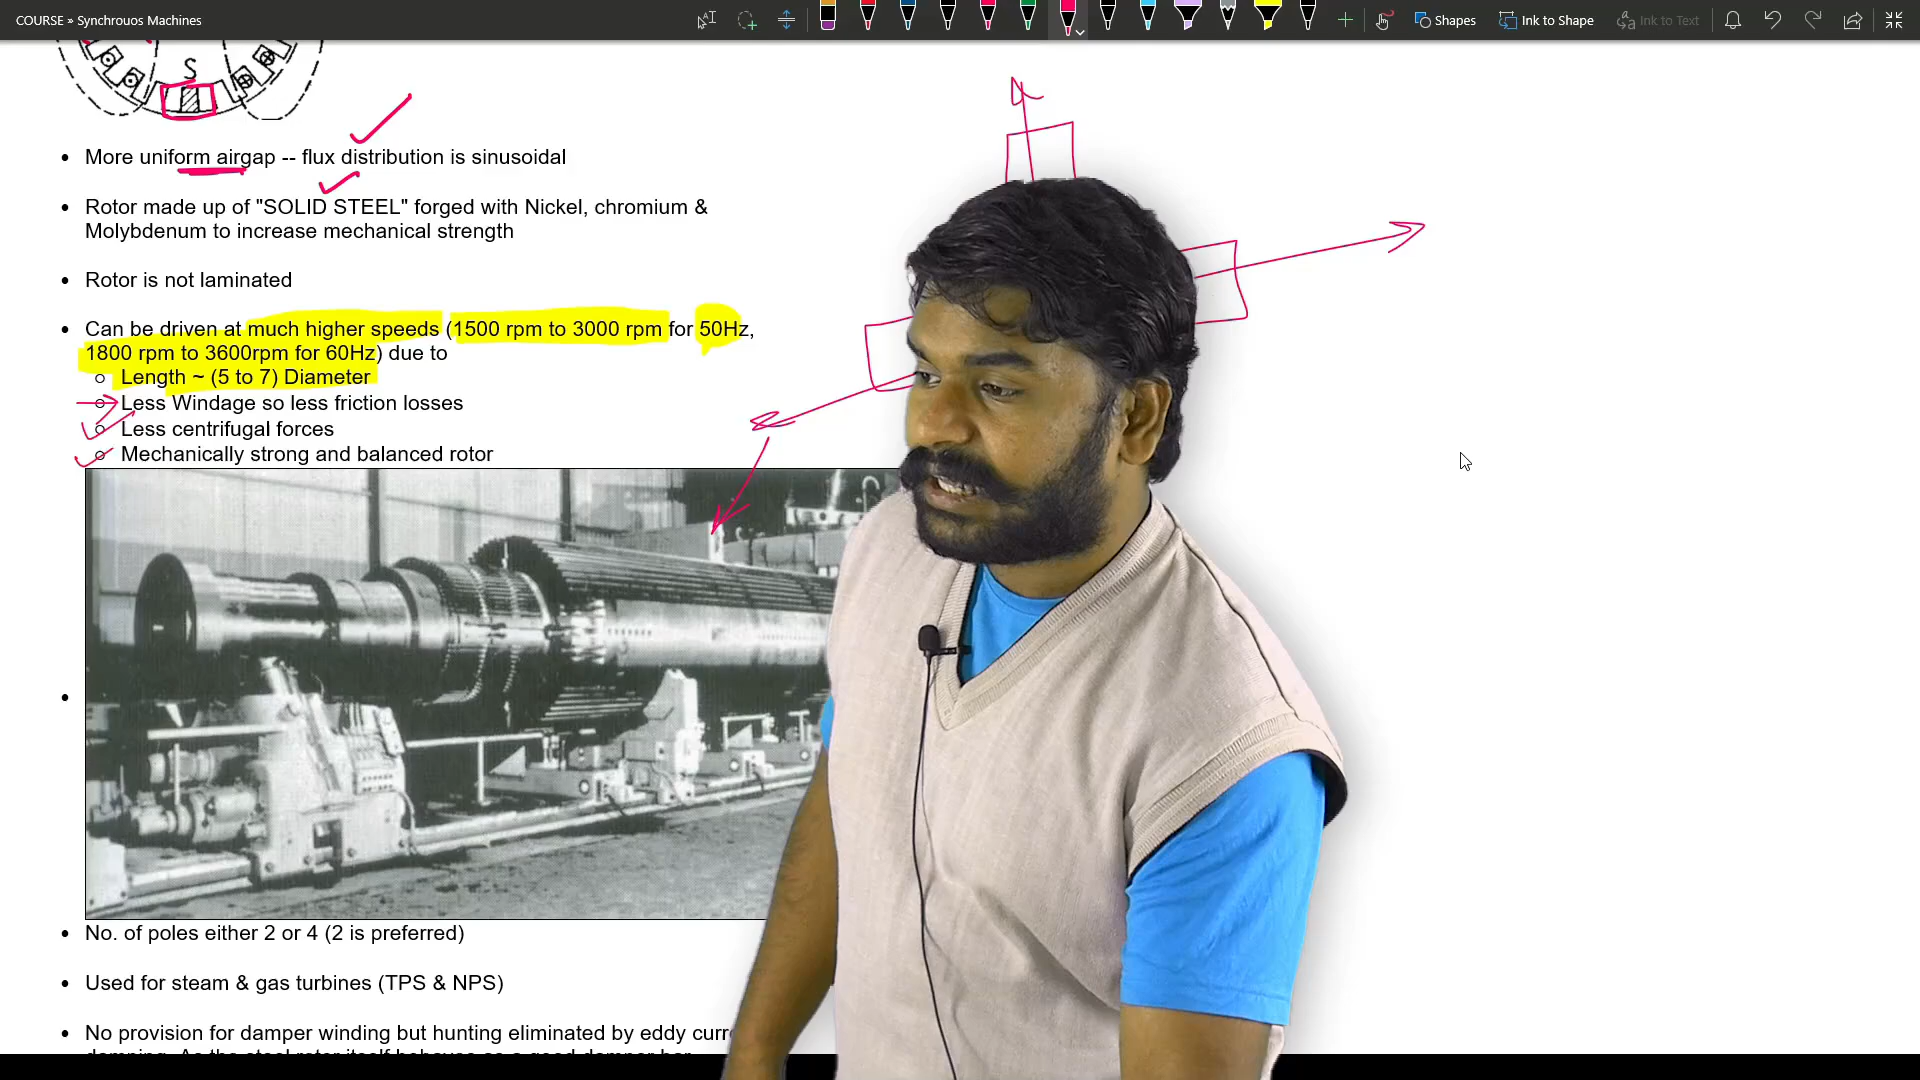 COURSE » Synchrouos Machines
Shapes
Ink to Shape
Ink to Text
S
• More uniform airgap -- flux distribution is sinusoidal
• Rotor made up of "SOLID STEEL" forged with Nickel, chromium &
Molybdenum to increase mechanical strength
• Rotor is not laminated
• Can be driven at much higher speeds (1500 rpm to 3000 rpm for 50Hz,
1800 rpm to 3600rpm for 60Hz) due to
○ Length ~ (5 to 7) Diameter
○ Less Windage so less friction losses
○ Less centrifugal forces
○ Mechanically strong and balanced rotor
• No. of poles either 2 or 4 (2 is preferred)
• Used for steam & gas turbines (TPS & NPS)
• No provision for damper winding but hunting eliminated by eddy